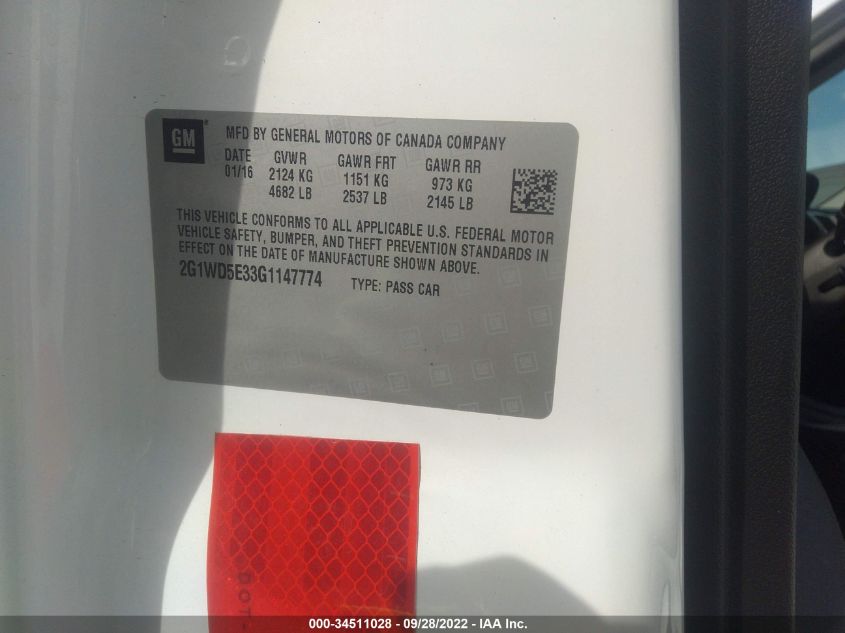 GM
MFD BY GENERAL MOTORS OF CANADA COMPANY
DATE GVWR GAWR FRT GAWR RR
01/16 2124 KG 1151 KG 973 KG
4682 LB 2537 LB 2145 LB
THIS VEHICLE CONFORMS TO ALL APPLICABLE U.S. FEDERAL MOTOR
VEHICLE SAFETY, BUMPER, AND THEFT PREVENTION STANDARDS IN
EFFECT ON THE DATE OF MANUFACTURE SHOWN ABOVE.
2G1WD5E33G1147774 TYPE: PASS CAR
DOT-
000-34511028 - 09/28/2022 - IAA Inc.